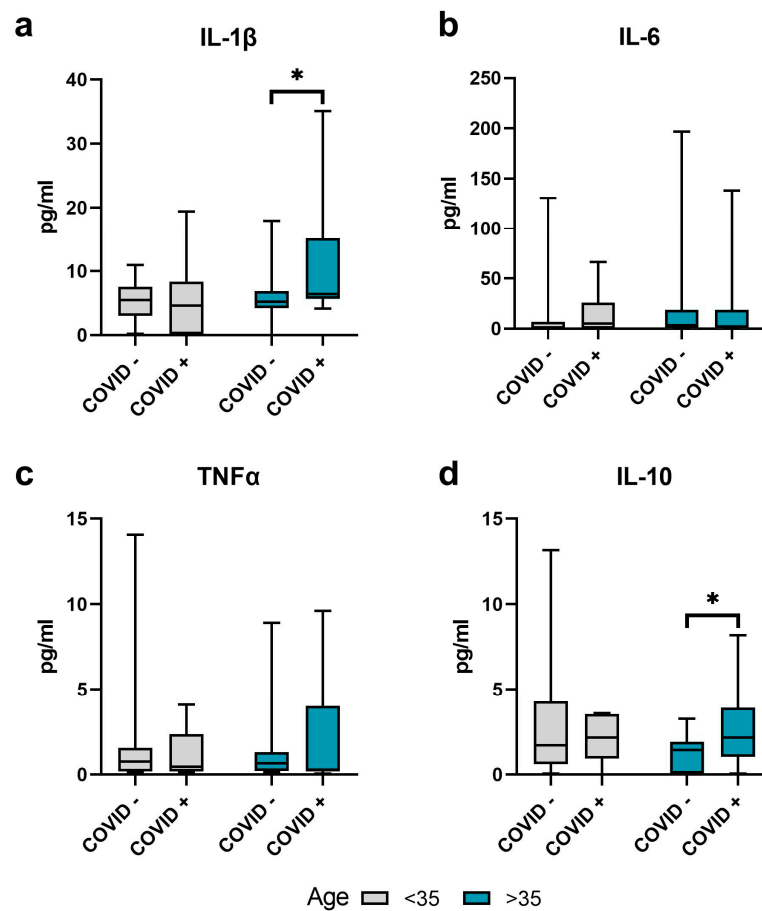 a
IL-1β
pg/ml
40
30
20
10
0
*
COVID -
COVID +
COVID -
COVID +
b
IL-6
pg/ml
250
200
150
100
50
0
COVID -
COVID +
COVID -
COVID +
c
TNFα
pg/ml
15
10
5
0
COVID -
COVID +
COVID -
COVID +
d
IL-10
pg/ml
15
10
5
0
*
COVID -
COVID +
COVID -
COVID +
Age <35 >35